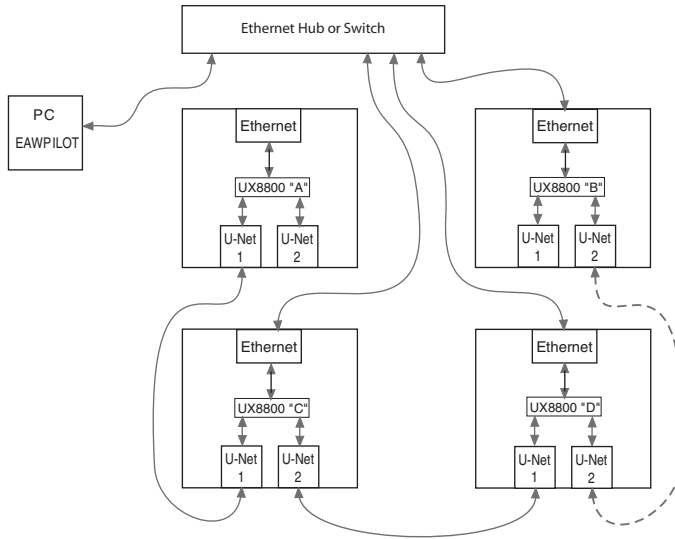 Ethernet Hub or Switch
PC
EAWPILOT
Ethernet
UX8800 "A"
U-Net
1
U-Net
2
Ethernet
UX8800 "B"
U-Net
1
U-Net
2
Ethernet
UX8800 "C"
U-Net
1
U-Net
2
Ethernet
UX8800 "D"
U-Net
1
U-Net
2